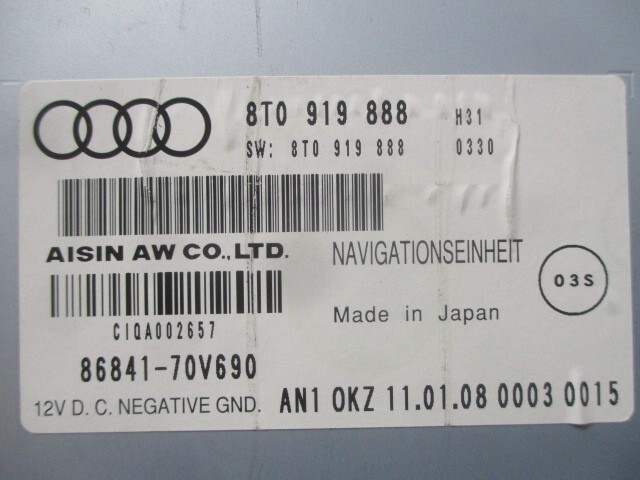 8T0 919 888 H31
SW: 8T0 919 888 0330
AISIN AW CO., LTD.
NAVIGATIONSEINHEIT
03S
CIQA002657
Made in Japan
86841-70V690
12V D. C. NEGATIVE GND.
AN1 OKZ 11.01.08 0003 0015